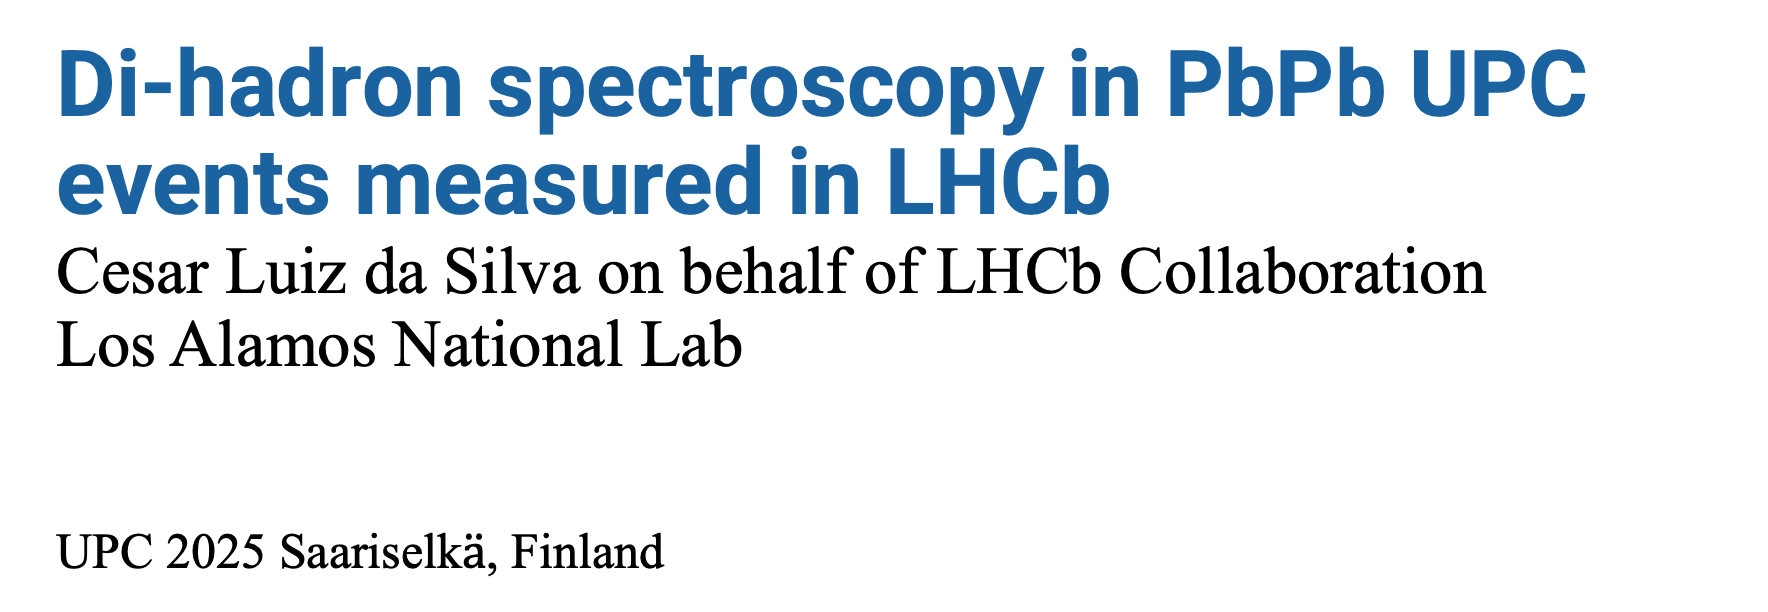 Di-hadron spectroscopy in PbPb UPC
events measured in LHCb
Cesar Luiz da Silva on behalf of LHCb Collaboration
Los Alamos National Lab
UPC 2025 Saariselkä, Finland